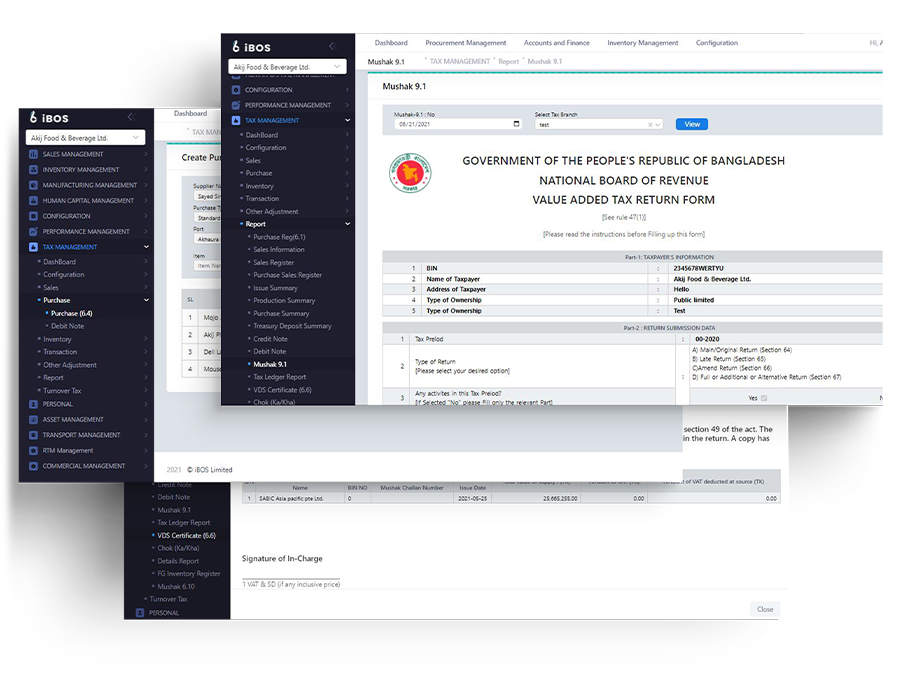 iBOS
Akij Food & Beverage Ltd.
CONFIGURATION
PERFORMANCE MANAGEMENT
TAX MANAGEMENT
DashBoard
Configuration
Sales
Purchase
Inventory
Transaction
Other Adjustment
Report
Purchase Reg(6.1)
Sales Information
Sales Register
Purchase Sales Register
Issue Summary
Production Summary
Purchase Summary
Treasury Deposit Summary
Credit Note
Debit Note
Mushak 9.1
Tax Ledger Report
VDS Certificate (6.6)
Chok (Ka/Kha)
Dashboard Procurement Management Accounts and Finance Inventory Management Configuration Hi, A
Mushak 9.1 TAX MANAGEMENT Report Mushak 9.1
Mushak 9.1
Mushak-9.1 : No Select Tax Branch
06/21/2021 test View
GOVERNMENT OF THE PEOPLE'S REPUBLIC OF BANGLADESH
NATIONAL BOARD OF REVENUE
VALUE ADDED TAX RETURN FORM
[See rule 47(1)]
[Please read the instructions before Filling up this form]
Part-1: TAXPAYER'S INFORMATION
1 BIN : 2345678WERTYU
2 Name of Taxpayer : Akij Food & Beverage Ltd.
3 Address of Taxpayer : Hello
4 Type of Ownership : Public limited
5 Type of Ownership : Test
Part-2 : RETURN SUBMISSION DATA
1 Tax Preiod : 00-2020
2 Type of Return
[Please select your desired option]
: A) Main/Original Return (Section 64)
B) Late Return (Section 65)
C)Amend Return (Section 66)
D) Full or Additional or Alternative Return (Section 67)
3 Any activites in this Tax Preiod?
[If Selected "No" please Fill only the relevant Part]
Yes N
iBOS
Akij Food & Beverage Ltd.
SALES MANAGEMENT
INVENTORY MANAGEMENT
MANUFACTURING MANAGEMENT
HUMAN CAPITAL MANAGEMENT
CONFIGURATION
PERFORMANCE MANAGEMENT
TAX MANAGEMENT
DashBoard
Configuration
Sales
Purchase
Purchase (6.4)
Debit Note
Inventory
Transaction
Other Adjustment
Report
Turnover Tax
PERSONAL
ASSET MANAGEMENT
TRANSPORT MANAGEMENT
RTM Management
COMMERCIAL MANAGEMENT
Dashboard
TAX MAN
Create Pur
Supplier N
Sayed Sir
Purchase T
Standard
Port
Akhaura
Item
Item Nam
SL
1 Mojo
2 Akij P
3 Dell L
4 Mouse
2021 © iBOS Limited
section 49 of the act. The
in the return. A copy has
Name BIN NO Mushak Challan Number Issue Date of VAT deducted at source (TK)
1 SABIC Asia pacific pte Ltd. 0 2021-05-25 25,665,255.00 0.00 0.00
Credit Note
Debit Note
Mushak 9.1
Tax Ledger Report
VDS Certificate (6.6)
Chok (Ka/Kha)
Details Report
FG Inventory Register
Mushak 6.10
Turnover Tax
PERSONAL
Signature of In-Charge
1 VAT & SD (if any inclusive price)
Close